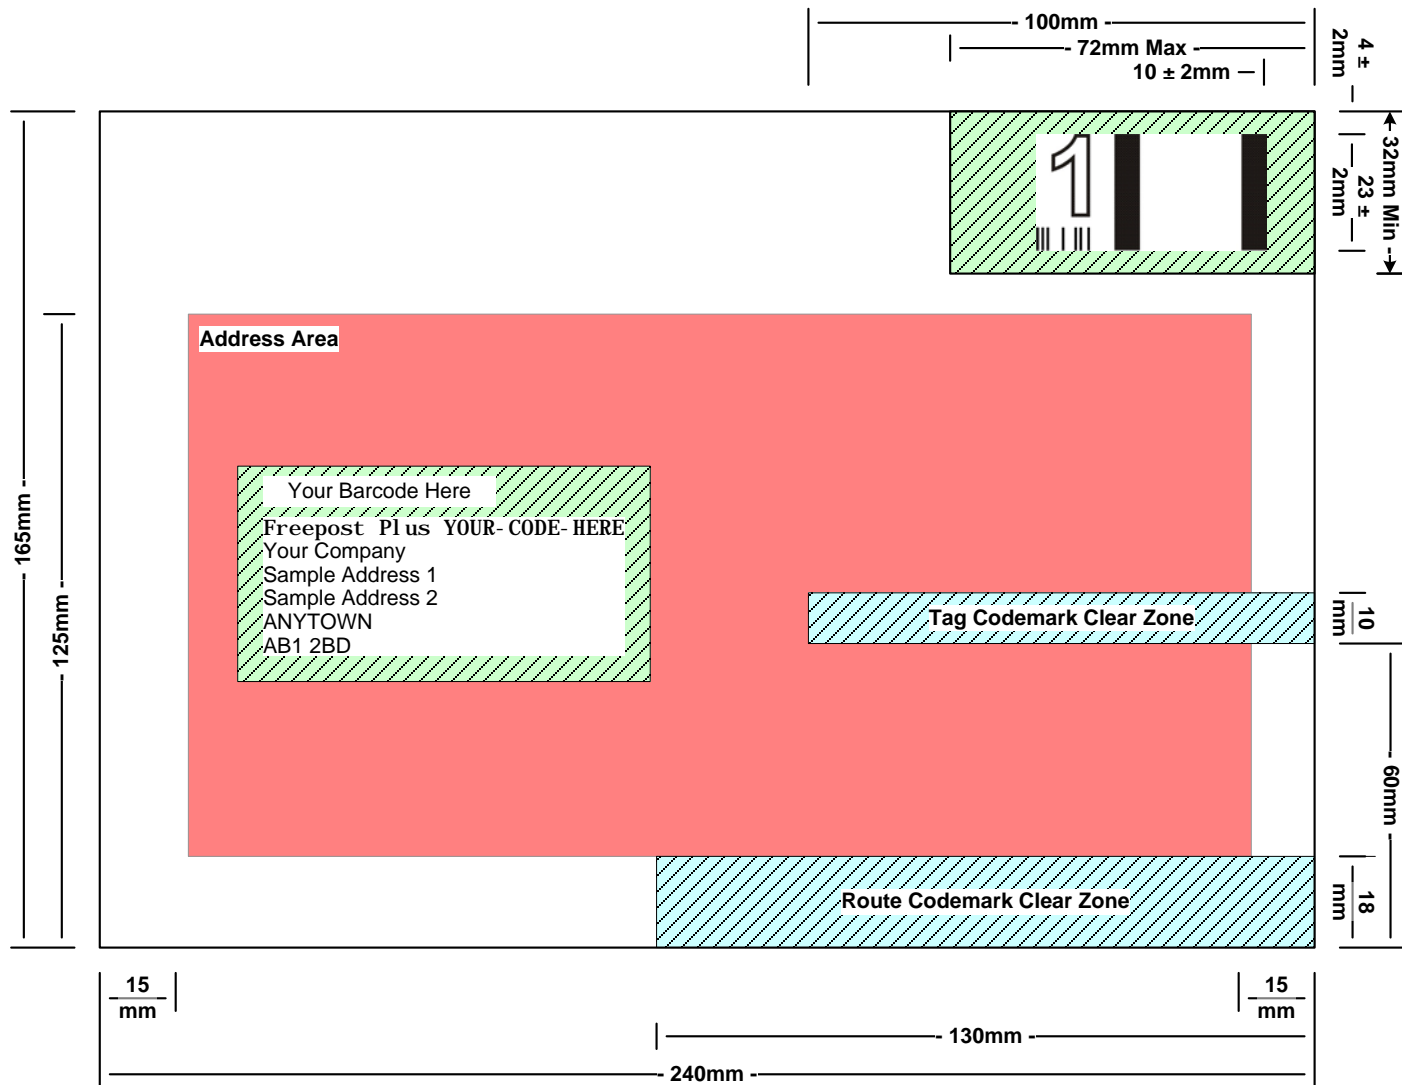 - 100mm -
- 72mm Max -
10 ± 2mm
4 ±
2mm
32mm Min -
23 ±
2mm
1
Address Area
Your Barcode Here
Freepost Plus YOUR-CODE-HERE
Your Company
Sample Address 1
Sample Address 2
ANYTOWN
AB1 2BD
Tag Codemark Clear Zone
10
mm
165mm -
125mm -
- 60mm -
Route Codemark Clear Zone
18
mm
15
mm
15
mm
- 130mm -
- 240mm -